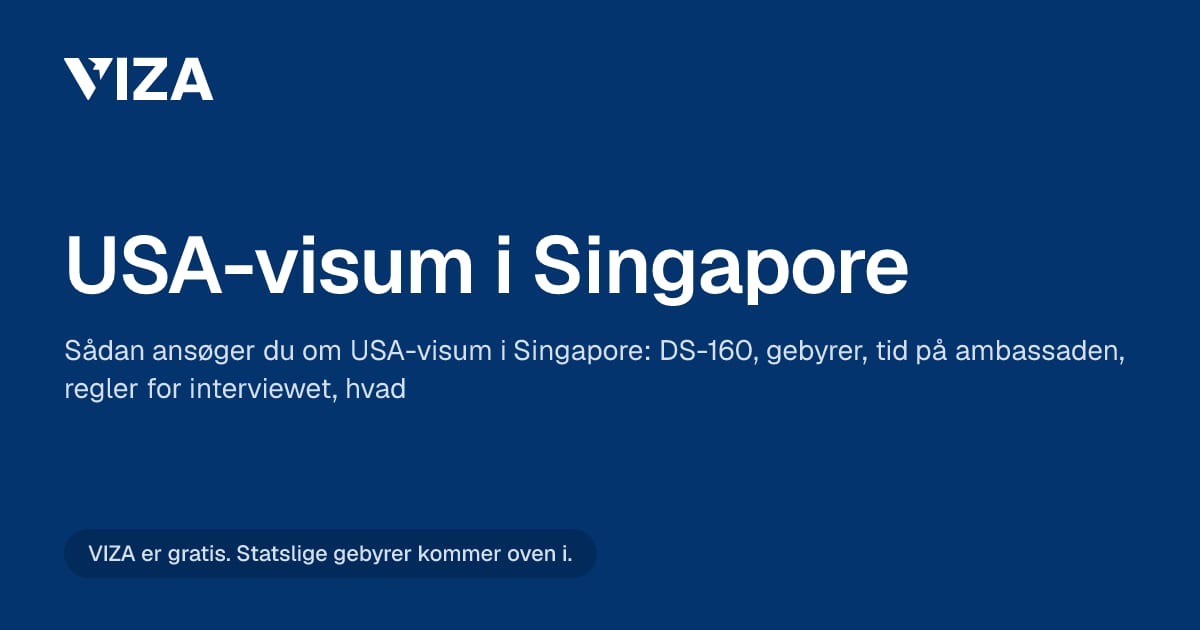 VIZA
USA-visum i Singapore
Sådan ansøger du om USA-visum i Singapore: DS-160, gebyrer, tid på ambassaden,
regler for interviewet, hvad
VIZA er gratis. Statslige gebyrer kommer oven i.